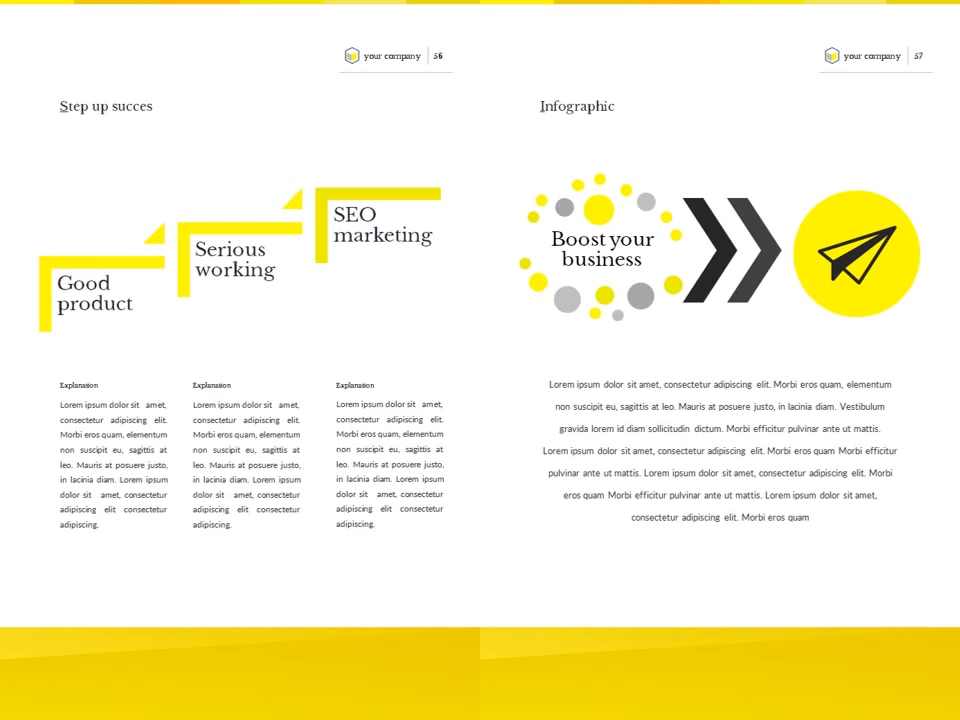 your company 56
Step up succes
Good
product
Serious
working
SEO
marketing
Explanation
Lorem ipsum dolor sit amet,
consectetur adipiscing elit.
Morbi eros quam, elementum
non suscipit eu, sagittis at
leo. Mauris at posuere justo,
in lacinia diam. Lorem ipsum
dolor sit amet, consectetur
adipiscing elit consectetur
adipiscing.
Explanation
Lorem ipsum dolor sit amet,
consectetur adipiscing elit.
Morbi eros quam, elementum
non suscipit eu, sagittis at
leo. Mauris at posuere justo,
in lacinia diam. Lorem ipsum
dolor sit amet, consectetur
adipiscing elit consectetur
adipiscing.
Explanation
Lorem ipsum dolor sit amet,
consectetur adipiscing elit.
Morbi eros quam, elementum
non suscipit eu, sagittis at
leo. Mauris at posuere justo,
in lacinia diam. Lorem ipsum
dolor sit amet, consectetur
adipiscing elit consectetur
adipiscing.
your company 57
Infographic
Boost your
business
Lorem ipsum dolor sit amet, consectetur adipiscing elit. Morbi eros quam, elementum
non suscipit eu, sagittis at leo. Mauris at posuere justo, in lacinia diam. Vestibulum
gravida lorem id diam sollicitudin dictum. Morbi efficitur pulvinar ante ut mattis.
Lorem ipsum dolor sit amet, consectetur adipiscing elit. Morbi eros quam Morbi efficitur
pulvinar ante ut mattis. Lorem ipsum dolor sit amet, consectetur adipiscing elit. Morbi
eros quam Morbi efficitur pulvinar ante ut mattis. Lorem ipsum dolor sit amet,
consectetur adipiscing elit. Morbi eros quam